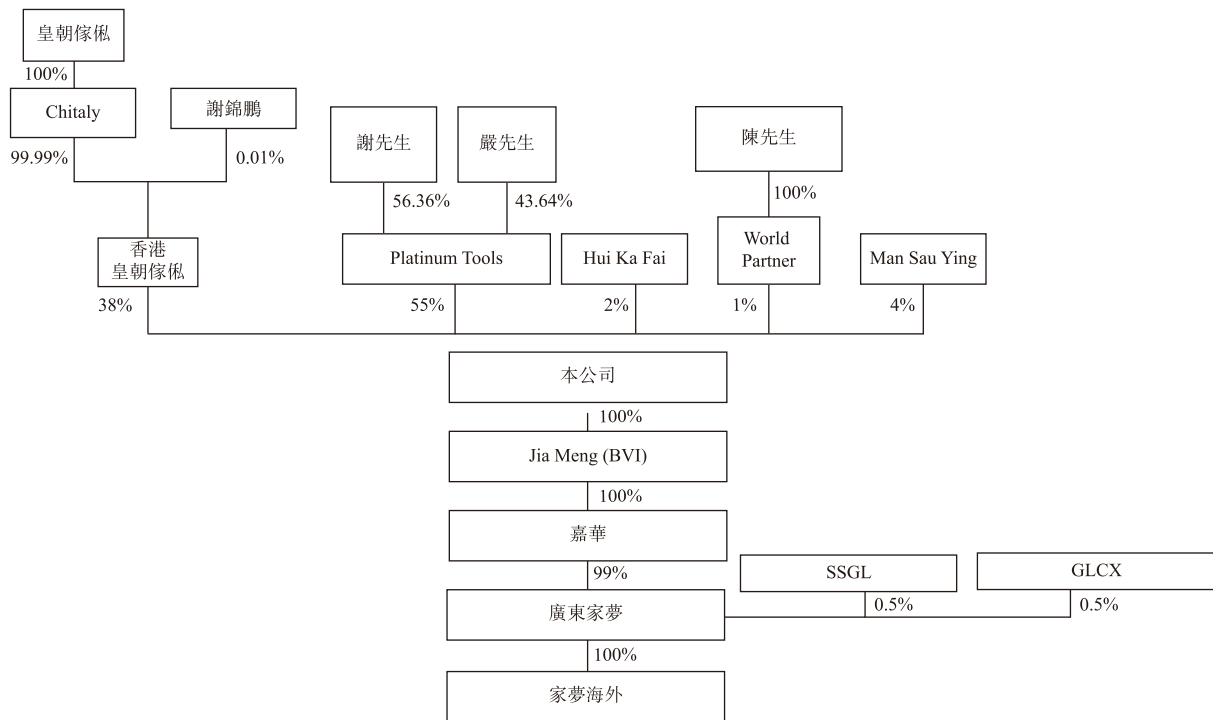 皇朝傢俬
100%
Chitaly
謝錦鵬
99.99%
0.01%
謝先生
嚴先生
陳先生
56.36%
43.64%
100%
香港
皇朝傢俬
Platinum Tools
Hui Ka Fai
World
Partner
Man Sau Ying
38%
55%
2%
1%
4%
本公司
100%
Jia Meng (BVI)
100%
嘉華
99%
SSGL
GLCX
0.5%
0.5%
廣東家夢
100%
家夢海外